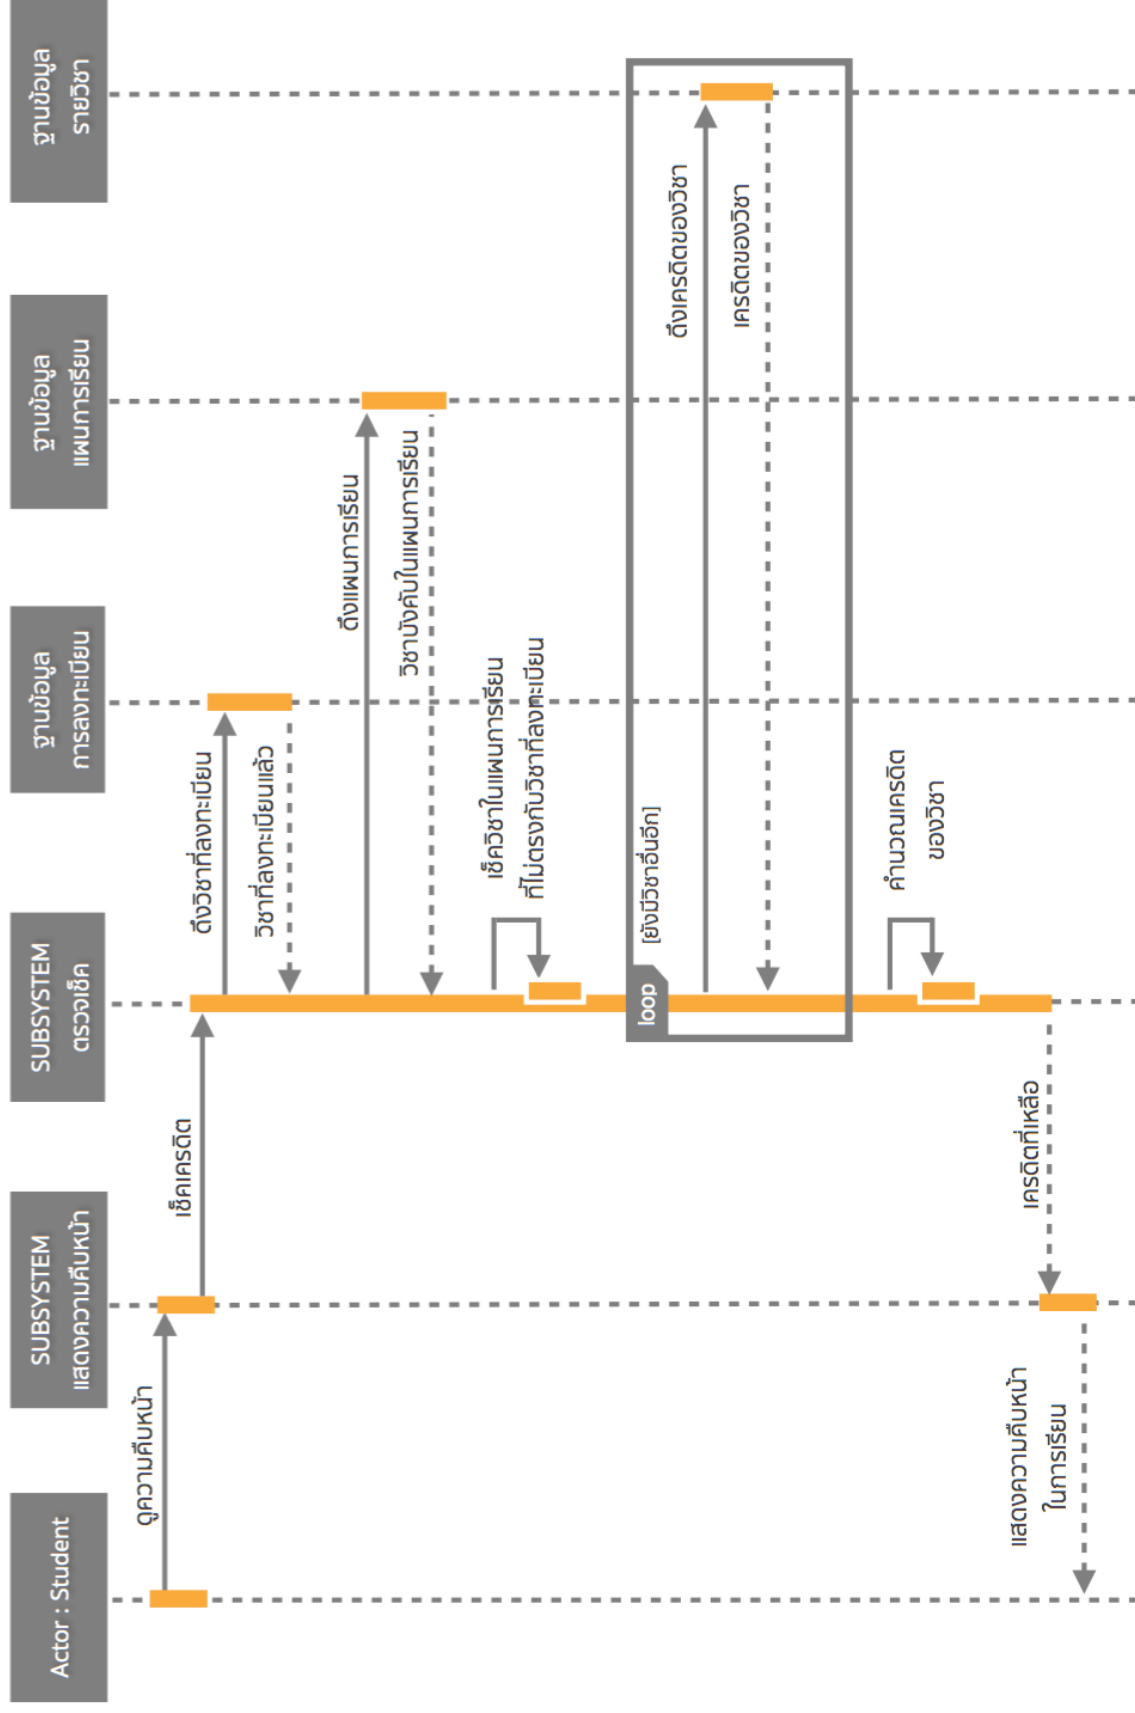 Actor : Student
SUBSYSTEM
แสดงความคืบหน้า
SUBSYSTEM
ตรวจเช็ค
ฐานข้อมูล
การลงทะเบียน
ฐานข้อมูล
แผนการเรียน
ฐานข้อมูล
รายวิชา
ดูความคืบหน้า
เช็คเครดิต
ดึงวิชาที่ลงทะเบียน
วิชาที่ลงทะเบียนแล้ว
ดึงแผนการเรียน
วิชาบังคับในแผนการเรียน
เช็ควิชาในแผนการเรียน
ที่ไม่ตรงกับวิชาที่ลงทะเบียน
loop
[ยังมีวิชาอื่นอีก]
ดึงเครดิตของวิชา
เครดิตของวิชา
คำนวณเครดิต
ของวิชา
เครดิตที่เหลือ
แสดงความคืบหน้า
ในการเรียน